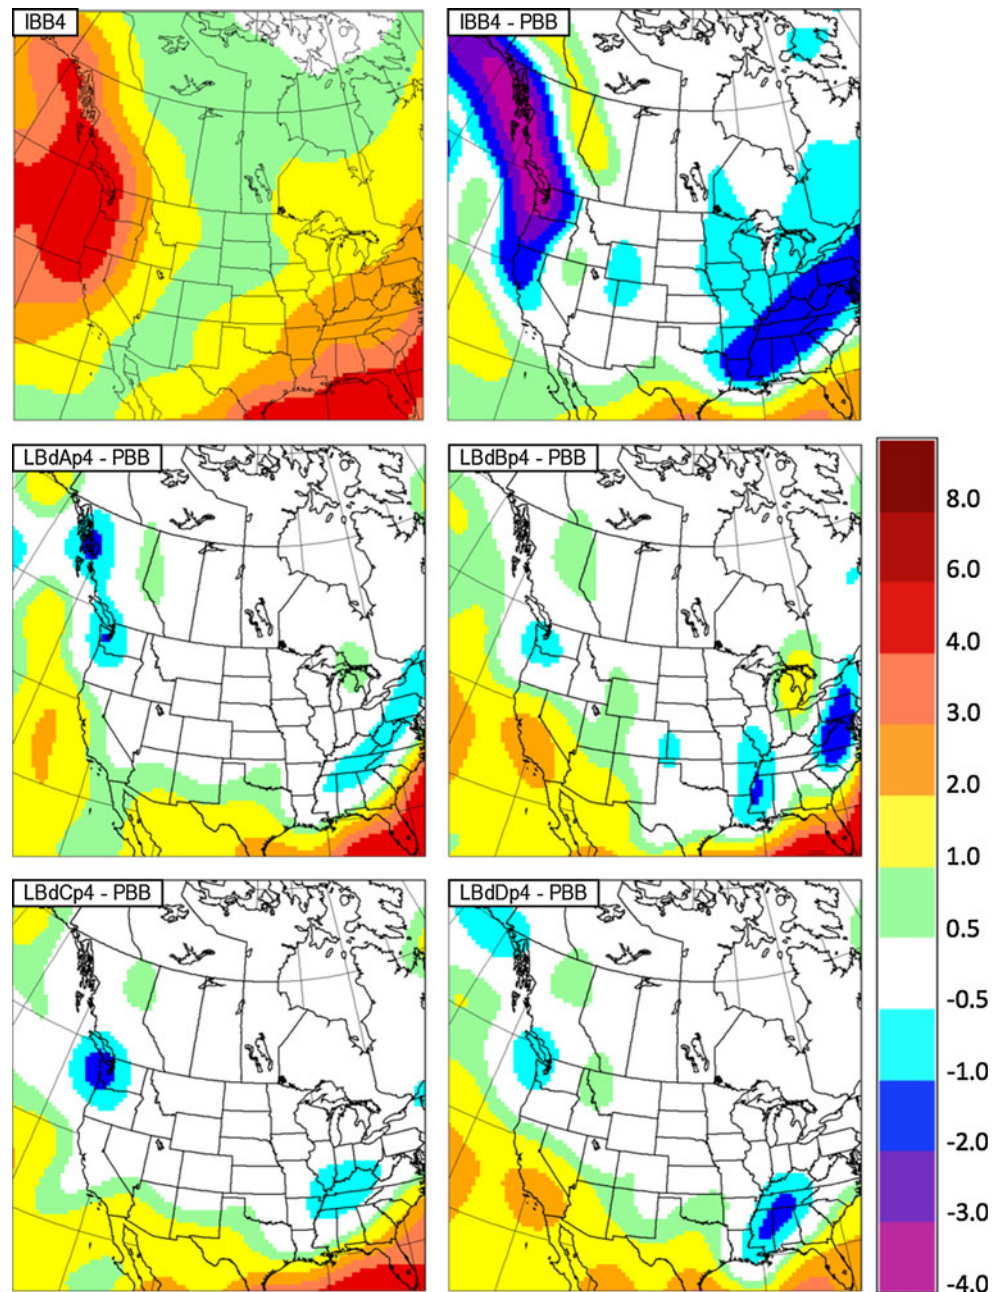 IBB4
IBB4 - PBB
LBdAp4 - PBB
LBdBp4 - PBB
LBdCp4 - PBB
LBdDp4 - PBB
8.0
6.0
4.0
3.0
2.0
1.0
0.5
-0.5
-1.0
-2.0
-3.0
-4.0